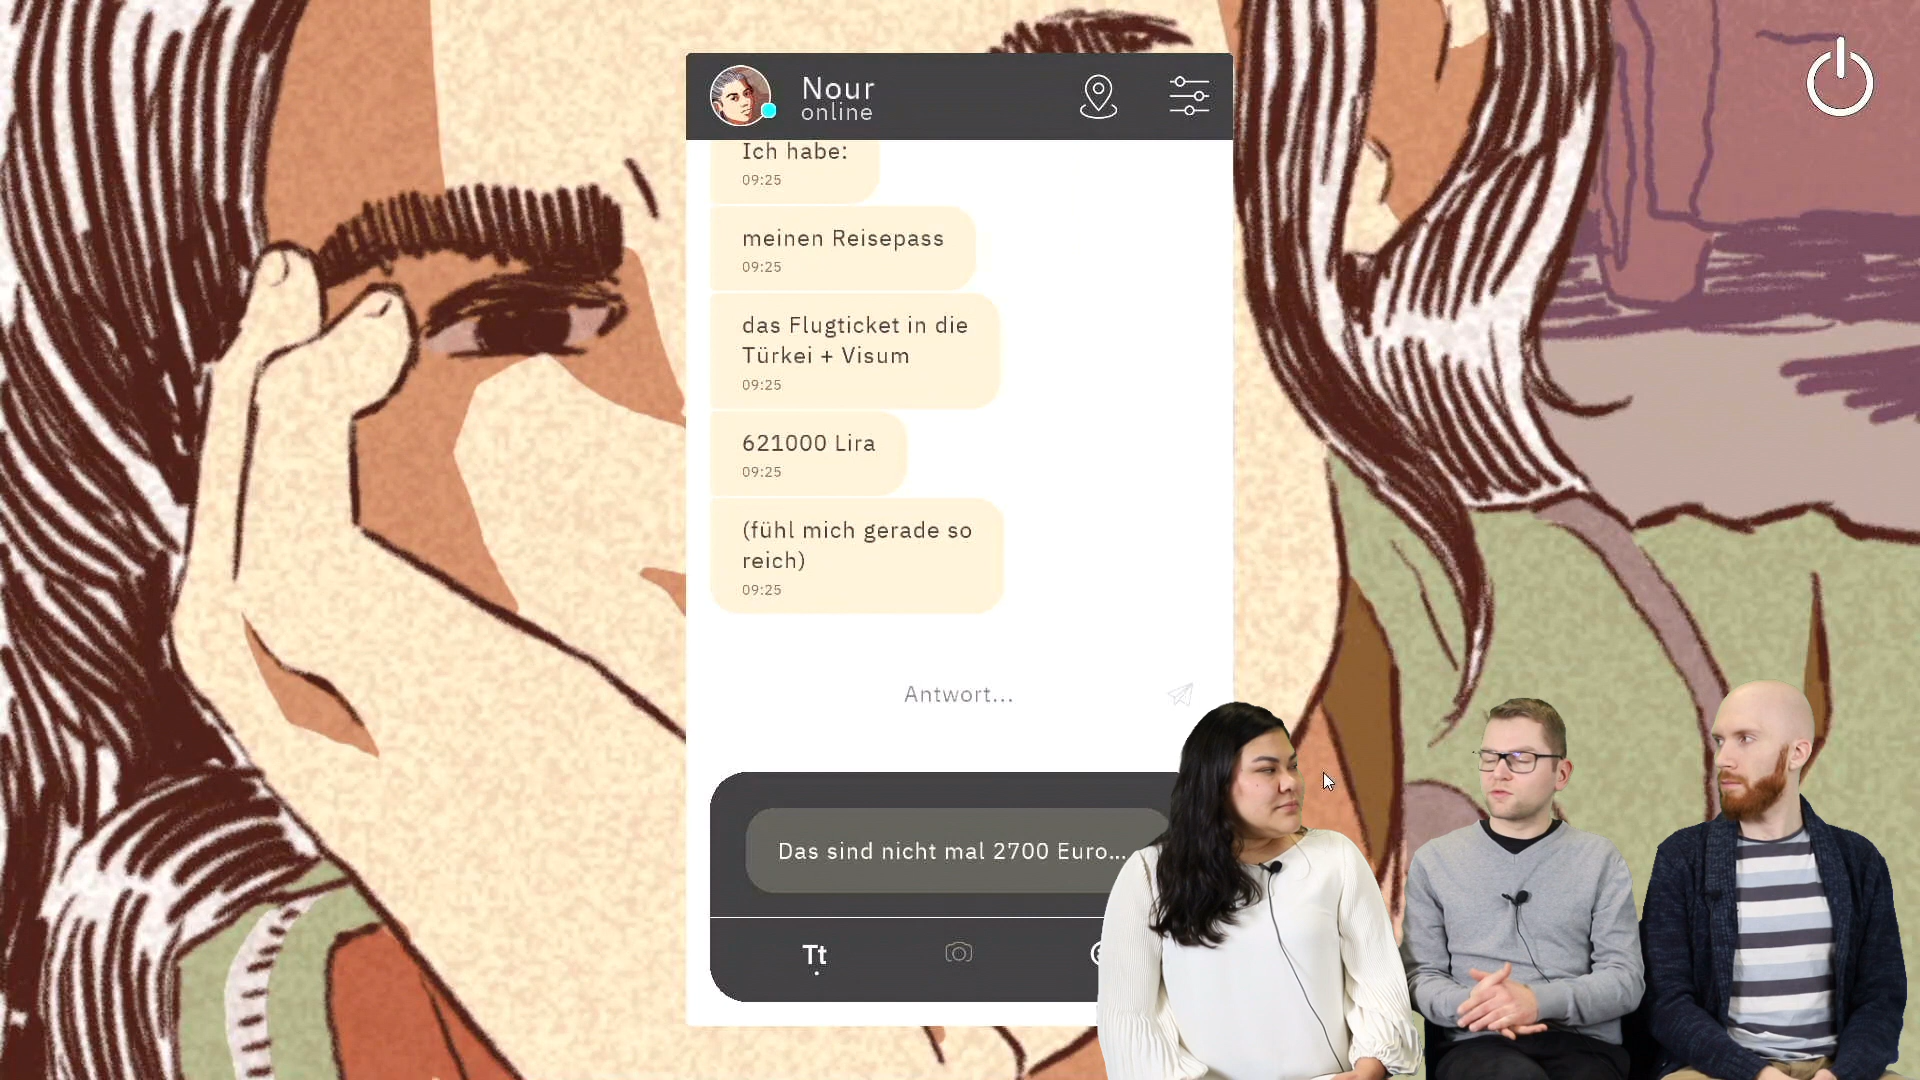 Nour
online
Ich habe:
09:25
meinen Reisepass
09:25
das Flugticket in die
Türkei + Visum
09:25
621000 Lira
09:25
(fühl mich gerade so
reich)
09:25
Antwort...
Das sind nicht mal 2700 Euro...
Tt